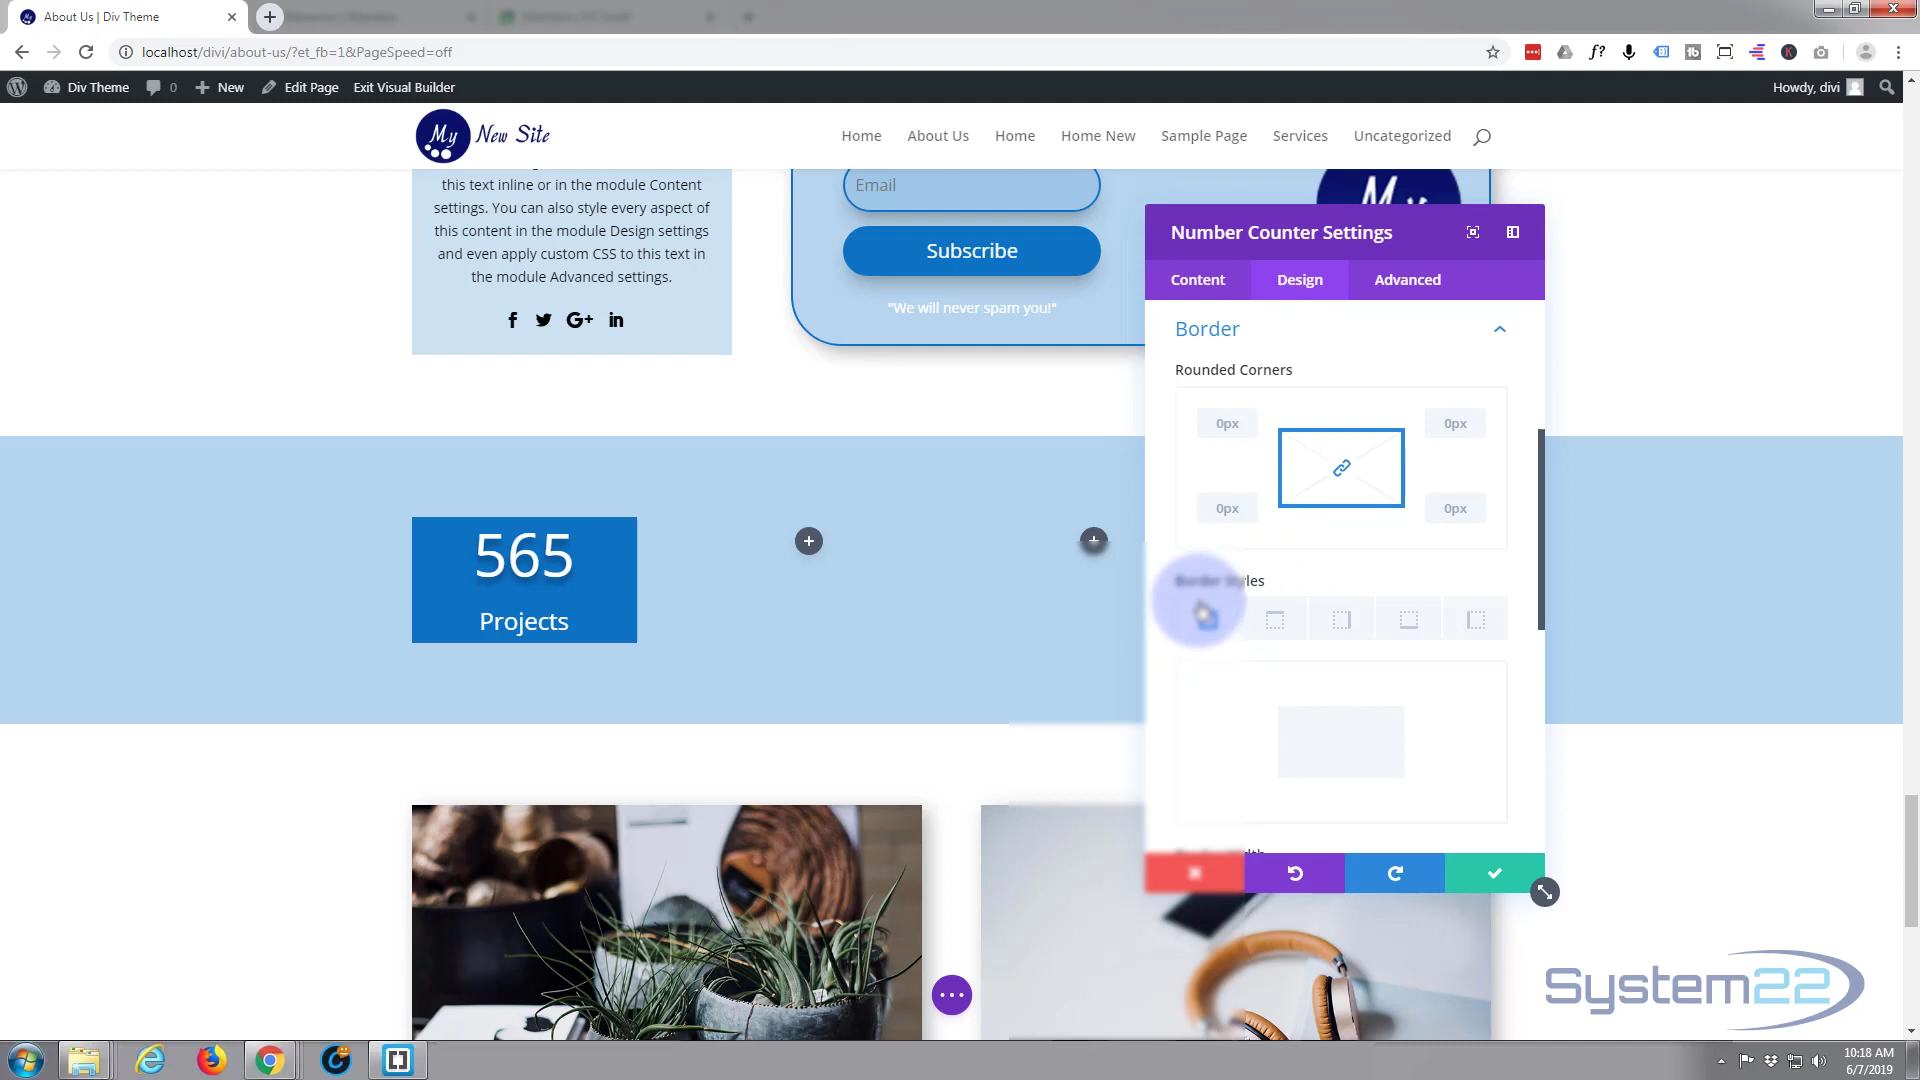 About Us | Div Theme
localhost/divi/about-us/?et_fb=1&PageSpeed=off
Div Theme
0
New
Edit Page
Exit Visual Builder
Howdy, divi
My New Site
Home
About Us
Home
Home New
Sample Page
Services
Uncategorized
this text inline or in the module Content
settings. You can also style every aspect of
this content in the module Design settings
and even apply custom CSS to this text in
the module Advanced settings.
Email
Subscribe
"We will never spam you!"
My
Number Counter Settings
Content
Design
Advanced
Border
Rounded Corners
0px
0px
0px
0px
Border Styles
565
Projects
System22
10:18 AM
6/7/2019